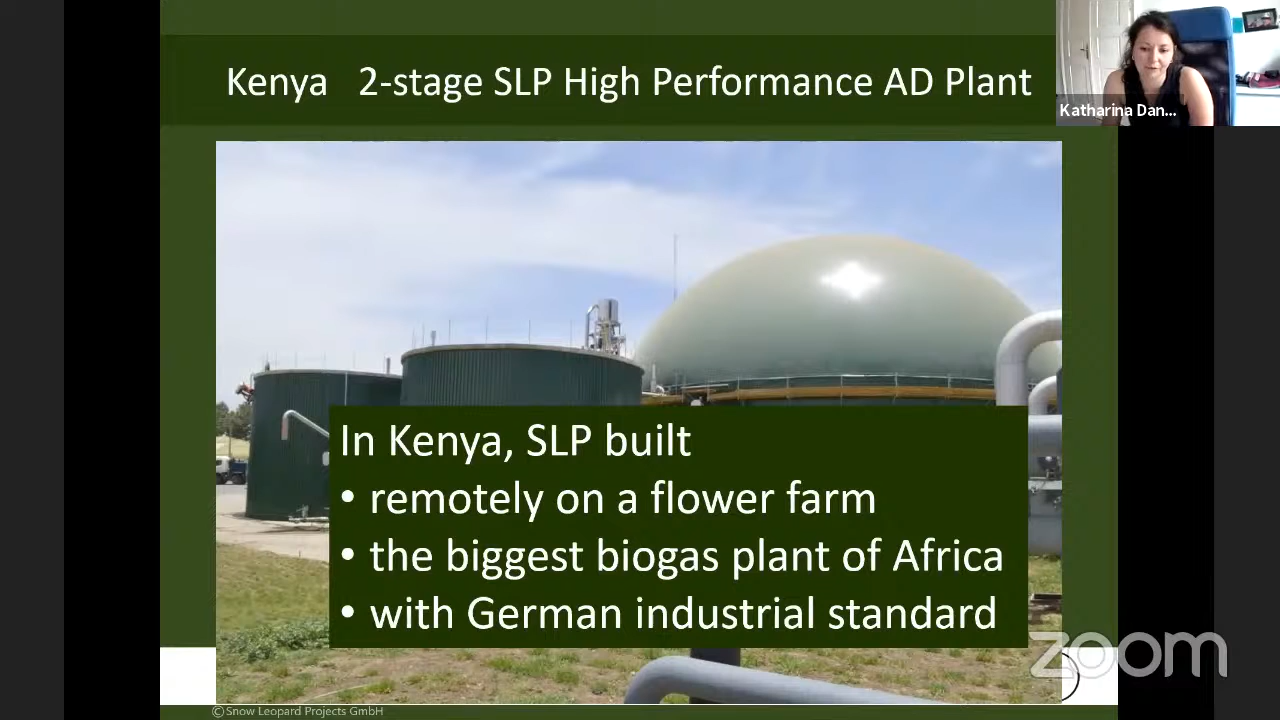 Kenya 2-stage SLP High Performance AD Plant
Katharina Dan...
In Kenya, SLP built
• remotely on a flower farm
• the biggest biogas plant of Africa
• with German industrial standard
zoom
©Snow Leopard Projects GmbH